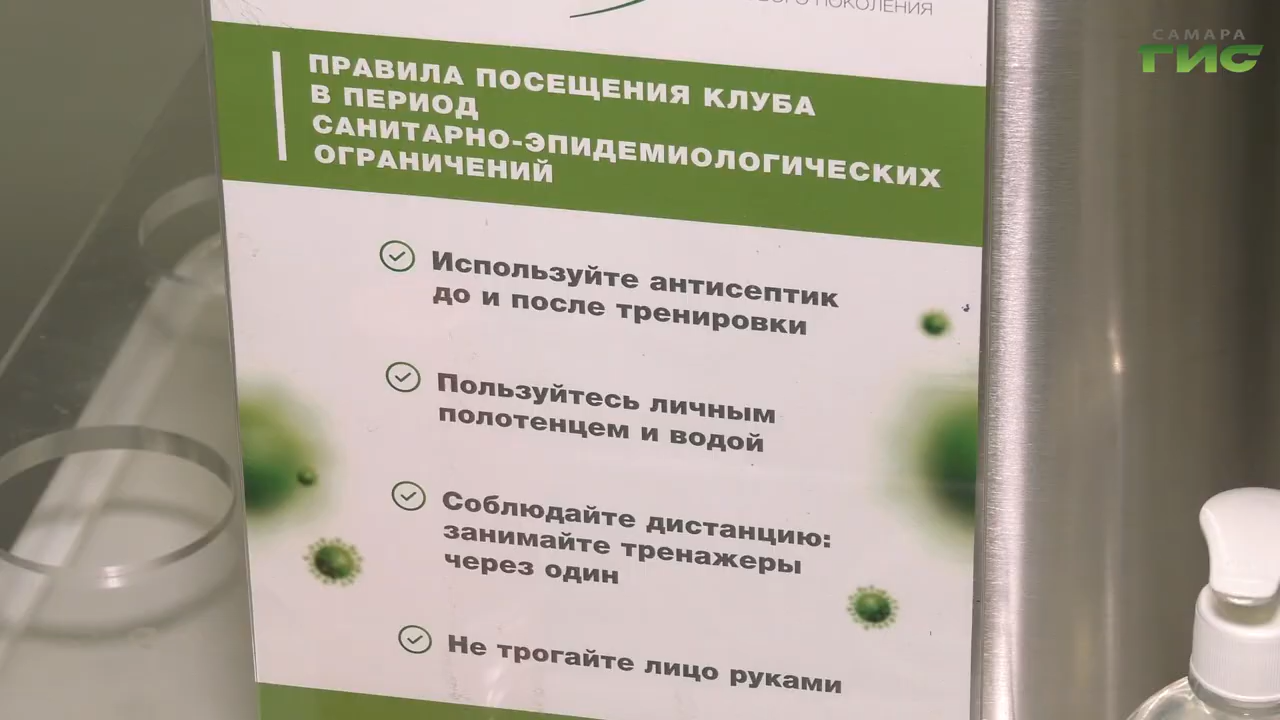 ПОКОЛЕНИЯ
САМАРА
ГИС
ПРАВИЛА ПОСЕЩЕНИЯ КЛУБА
В ПЕРИОД
САНИТАРНО-ЭПИДЕМИОЛОГИЧЕСКИХ
ОГРАНИЧЕНИЙ
Используйте антисептик
до и после тренировки
Пользуйтесь личным
полотенцем и водой
Соблюдайте дистанцию:
занимайте тренажеры
через один
Не трогайте лицо руками